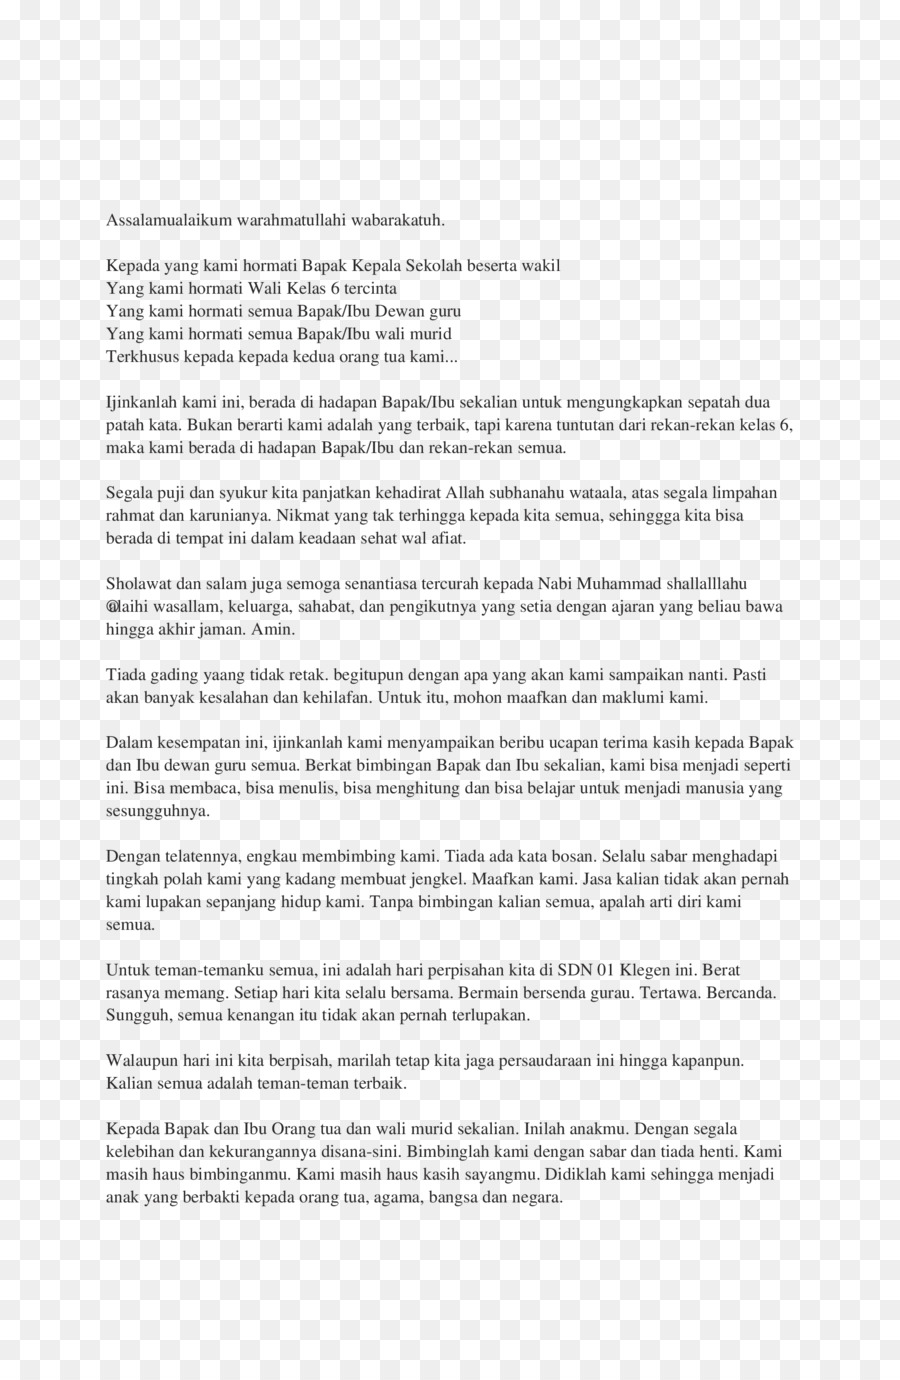 Assalamualaikum warahmatullahi wabarakatuh.
Kepada yang kami hormati Bapak Kepala Sekolah beserta wakil
Yang kami hormati Wali Kelas 6 tercinta
Yang kami hormati semua Bapak/Ibu Dewan guru
Yang kami hormati semua Bapak/Ibu wali murid
Terkhusus kepada kepada kedua orang tua kami...
Ijinkanlah kami ini, berada di hadapan Bapak/Ibu sekalian untuk mengungkapkan sepatah dua
patah kata. Bukan berarti kami adalah yang terbaik, tapi karena tuntutan dari rekan-rekan kelas 6,
maka kami berada di hadapan Bapak/Ibu dan rekan-rekan semua.
Segala puji dan syukur kita panjatkan kehadirat Allah subhanahu wataala, atas segala limpahan
rahmat dan karunianya. Nikmat yang tak terhingga kepada kita semua, sehinggga kita bisa
berada di tempat ini dalam keadaan sehat wal afiat.
Sholawat dan salam juga semoga senantiasa tercurah kepada Nabi Muhammad shallalllahu
@laihi wasallam, keluarga, sahabat, dan pengikutnya yang setia dengan ajaran yang beliau bawa
hingga akhir jaman. Amin.
Tiada gading yaang tidak retak. begitupun dengan apa yang akan kami sampaikan nanti. Pasti
akan banyak kesalahan dan kehilafan. Untuk itu, mohon maafkan dan maklumi kami.
Dalam kesempatan ini, ijinkanlah kami menyampaikan beribu ucapan terima kasih kepada Bapak
dan Ibu dewan guru semua. Berkat bimbingan Bapak dan Ibu sekalian, kami bisa menjadi seperti
ini. Bisa membaca, bisa menulis, bisa menghitung dan bisa belajar untuk menjadi manusia yang
sesungguhnya.
Dengan telatennya, engkau membimbing kami. Tiada ada kata bosan. Selalu sabar menghadapi
tingkah polah kami yang kadang membuat jengkel. Maafkan kami. Jasa kalian tidak akan pernah
kami lupakan sepanjang hidup kami. Tanpa bimbingan kalian semua, apalah arti diri kami
semua.
Untuk teman-temanku semua, ini adalah hari perpisahan kita di SDN 01 Klegen ini. Berat
rasanya memang. Setiap hari kita selalu bersama. Bermain bersenda gurau. Tertawa. Bercanda.
Sungguh, semua kenangan itu tidak akan pernah terlupakan.
Walaupun hari ini kita berpisah, marilah tetap kita jaga persaudaraan ini hingga kapanpun.
Kalian semua adalah teman-teman terbaik.
Kepada Bapak dan Ibu Orang tua dan wali murid sekalian. Inilah anakmu. Dengan segala
kelebihan dan kekurangannya disana-sini. Bimbinglah kami dengan sabar dan tiada henti. Kami
masih haus bimbinganmu. Kami masih haus kasih sayangmu. Didiklah kami sehingga menjadi
anak yang berbakti kepada orang tua, agama, bangsa dan negara.